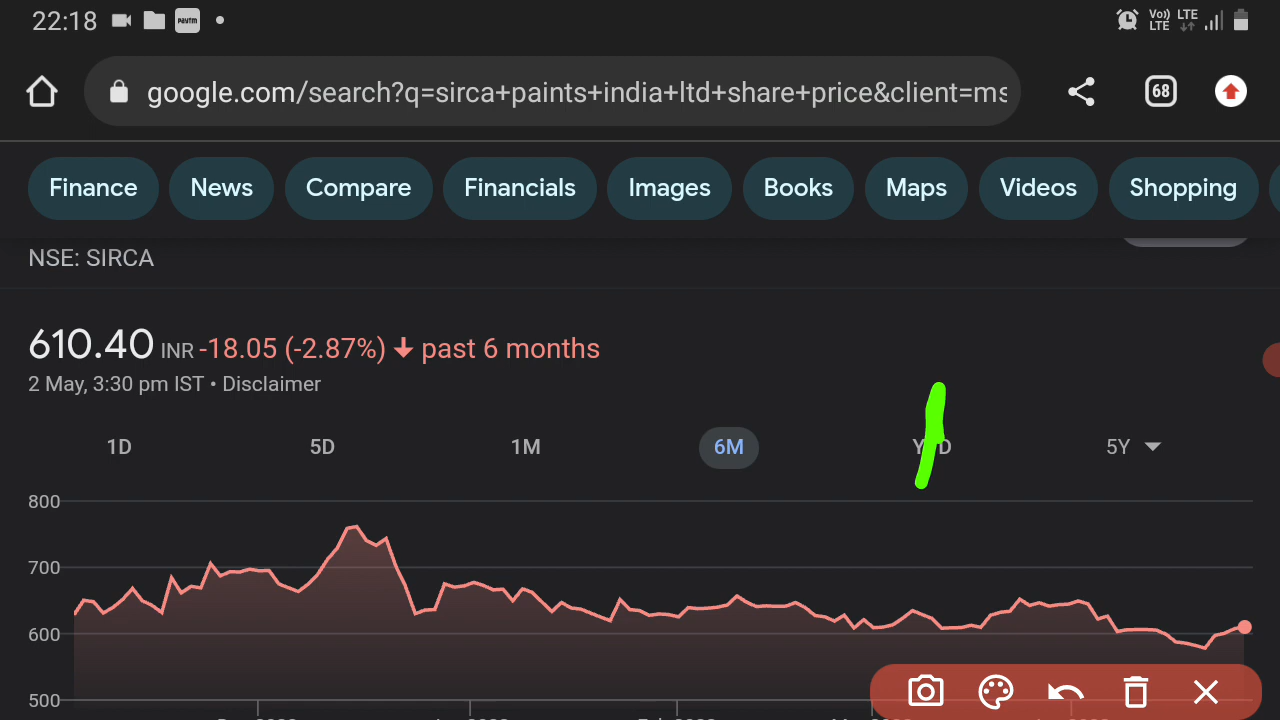 22:18 paytm Vo)) LTE LTE
google.com/search?q=sirca+paints+india+ltd+share+price&client=ms 68
Finance News Compare Financials Images Books Maps Videos Shopping
NSE: SIRCA
610.40 INR -18.05 (-2.87%) past 6 months
2 May, 3:30 pm IST • Disclaimer
1D 5D 1M 6M YTD 5Y
800
700
600
500